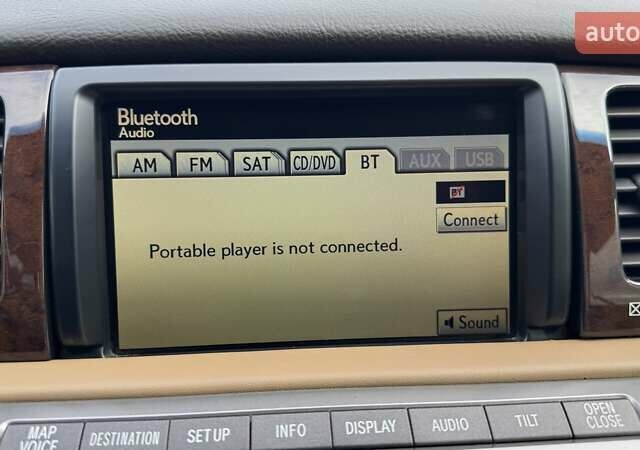 auto
Bluetooth
Audio
AM FM SAT CD/DVD BT AUX USB
BT
Connect
Portable player is not connected.
Sound
MAP VOICE DESTINATION SET UP INFO DISPLAY AUDIO TILT OPEN CLOSE